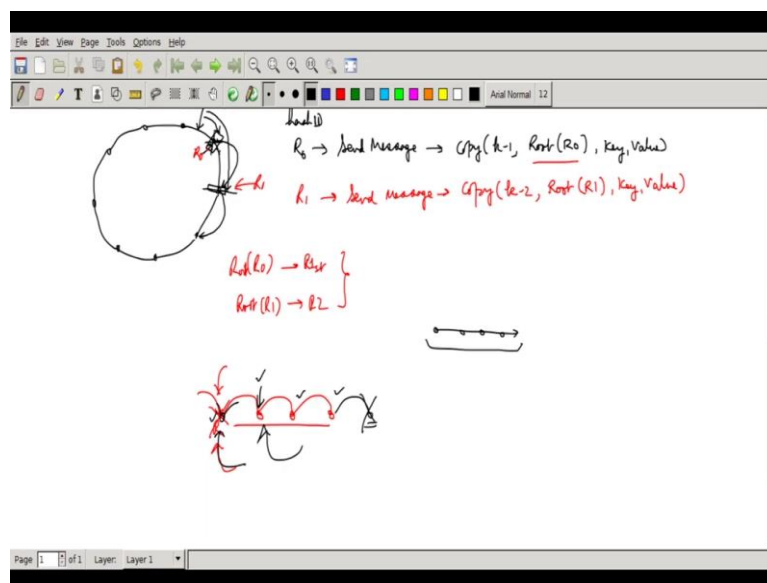 File Edit View Page Tools Options Help
Arial Normal 12
R0 → Send Message → Copy(k-1, Root(R0), Key, Value)
R0
R1
R1 → Send message → Copy(k-2, Root(R1), Key, Value)
Root(R0) →
Root(R1) → R2
Page 1 of 1 Layer: Layer 1